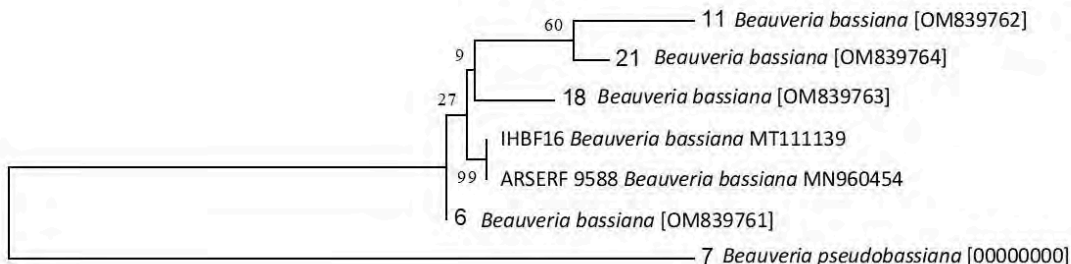 60 11 Beauveria bassiana [OM839762]
9 21 Beauveria bassiana [OM839764]
27 18 Beauveria bassiana [OM839763]
IHBF16 Beauveria bassiana MT111139
99 ARSERF 9588 Beauveria bassiana MN960454
6 Beauveria bassiana [OM839761]
7 Beauveria pseudobassiana [00000000]